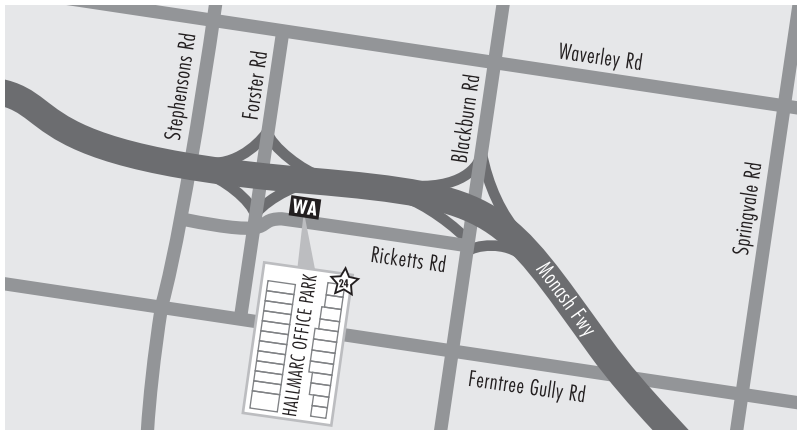 Stephensons Rd
Forster Rd
Blackburn Rd
Waverley Rd
Springvale Rd
WA
Ricketts Rd
Monash Fwy
24
HALLMARC OFFICE PARK
Ferntree Gully Rd